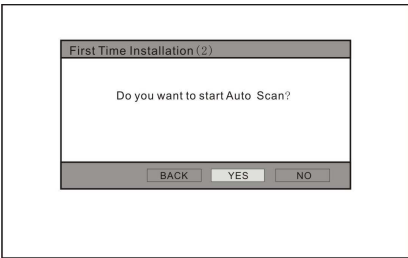 First Time Installation(2)
Do you want to start Auto Scan?
BACK YES NO